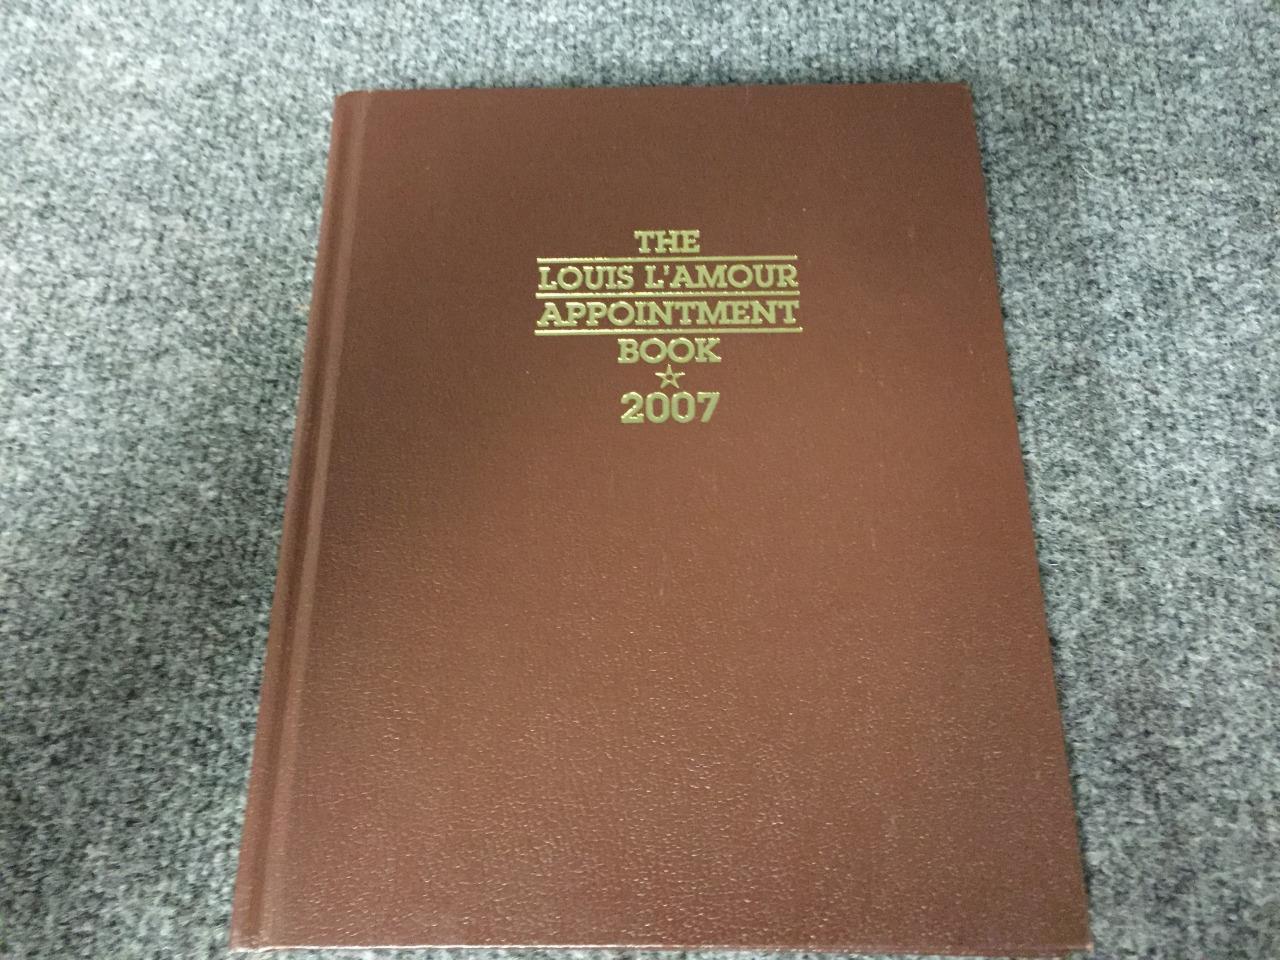 THE
LOUIS L'AMOUR
APPOINTMENT
BOOK
2007